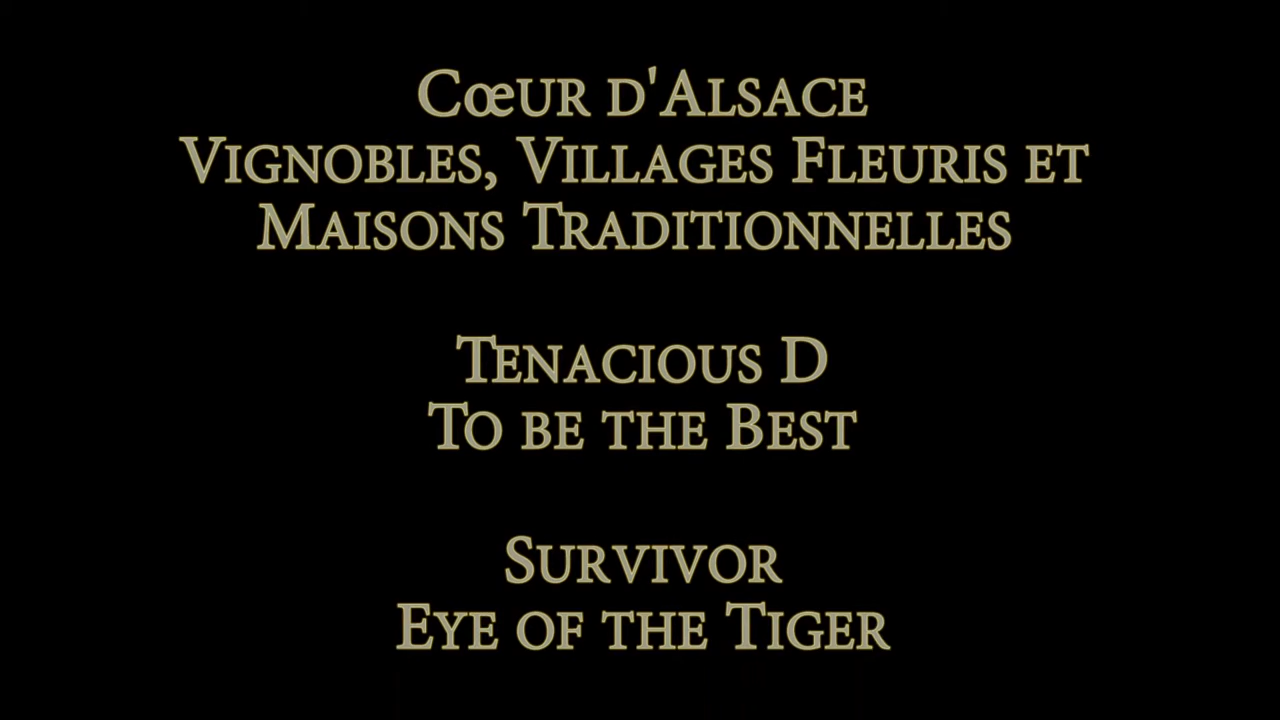 Cœur d'Alsace
Vignobles, Villages Fleuris et
Maisons Traditionnelles
Tenacious D
To be the Best
Survivor
Eye of the Tiger